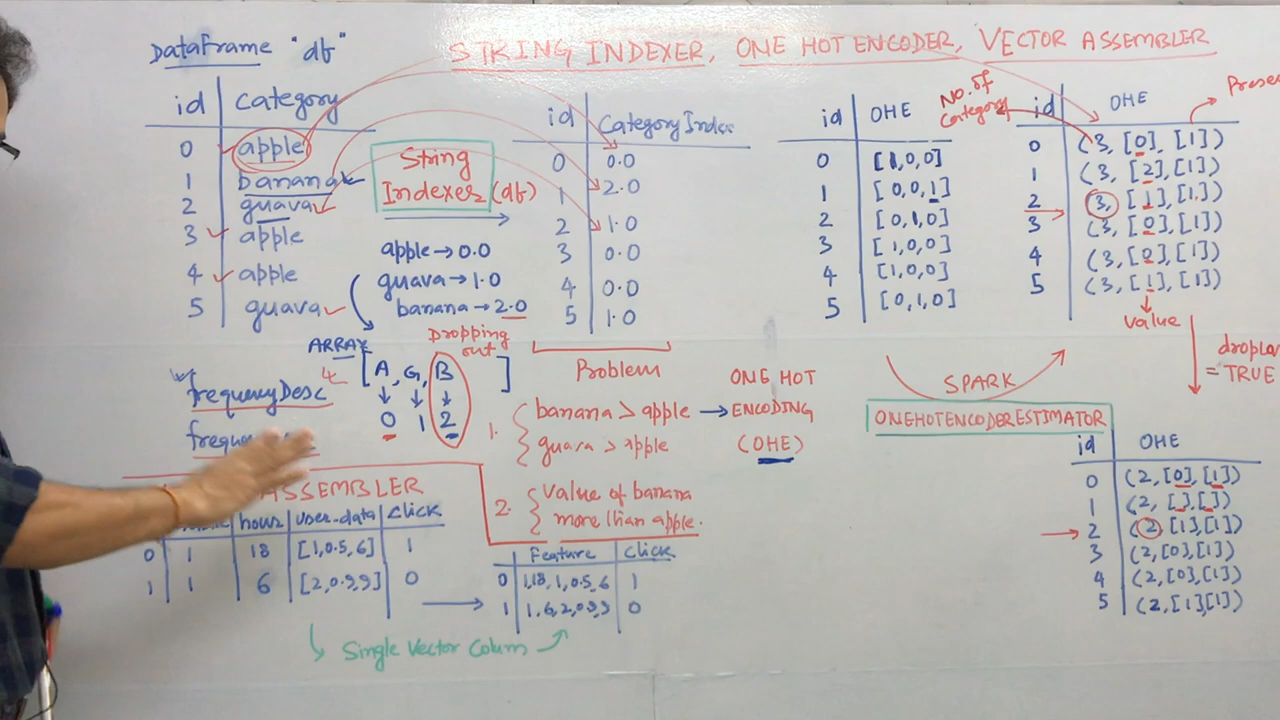 DataFrame "df"
STRING INDEXER, ONE HOT ENCODER, VECTOR ASSEMBLER
id category
0 apple
1 banana
2 guava
3 apple
4 apple
5 guava
String
Indexer (df)
apple→0.0
guava→1.0
banana→2.0
id Category Index
0 0.0
1 2.0
2 1.0
3 0.0
4 0.0
5 1.0
id OHE
0 [1,0,0]
1 [0,0,1]
2 [0,1,0]
3 [1,0,0]
4 [1,0,0]
5 [0,1,0]
No. of
Category
id OHE
0 (3, [0], [1])
1 (3, [2], [1])
2 (3, [1], [1])
3 (3, [0], [1])
4 (3, [0], [1])
5 (3, [1], [1])
Value
ARRAY
Dropping
out
[A, G, B]
0 1 2
frequencyDesc
Problem
1. banana > apple → ONE HOT
ENCODING
guava > apple
(OHE)
2. Value of banana
more than apple.
SPARK
ONEHOTENCODERESTIMATOR
= TRUE
id OHE
0 (2, [0], [1])
1 (2, [ ], [ ])
2 (2 [1], [1])
3 (2, [0], [1])
4 (2, [0], [1])
5 (2, [1], [1])
ASSEMBLER
hour user-data Click
0 1 18 [1,0.5,6] 1
1 1 6 [2,0.9,9] 0
Feature Click
0 1,18,1,0.5,6 1
1 1,6,2,0.9,9 0
Single Vector Column